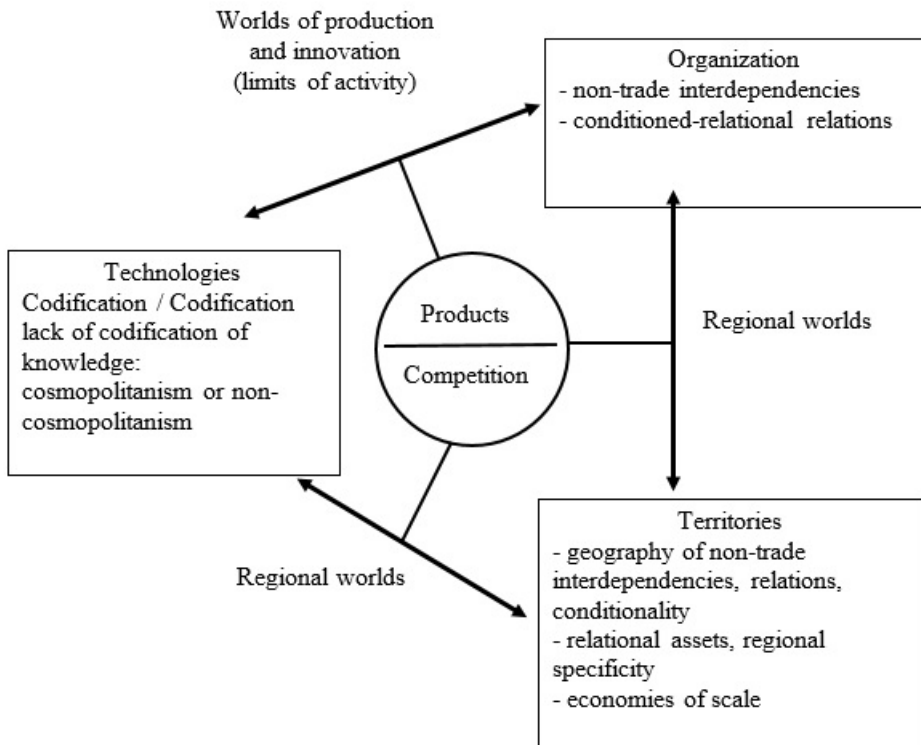 Worlds of production
and innovation
(limits of activity)
Organization
- non-trade interdependencies
- conditioned-relational relations
Technologies
Codification / Codification
lack of codification of
knowledge:
cosmopolitanism or non-
cosmopolitanism
Products
Competition
Regional worlds
Regional worlds
Territories
- geography of non-trade
interdependencies, relations,
conditionality
- relational assets, regional
specificity
- economies of scale